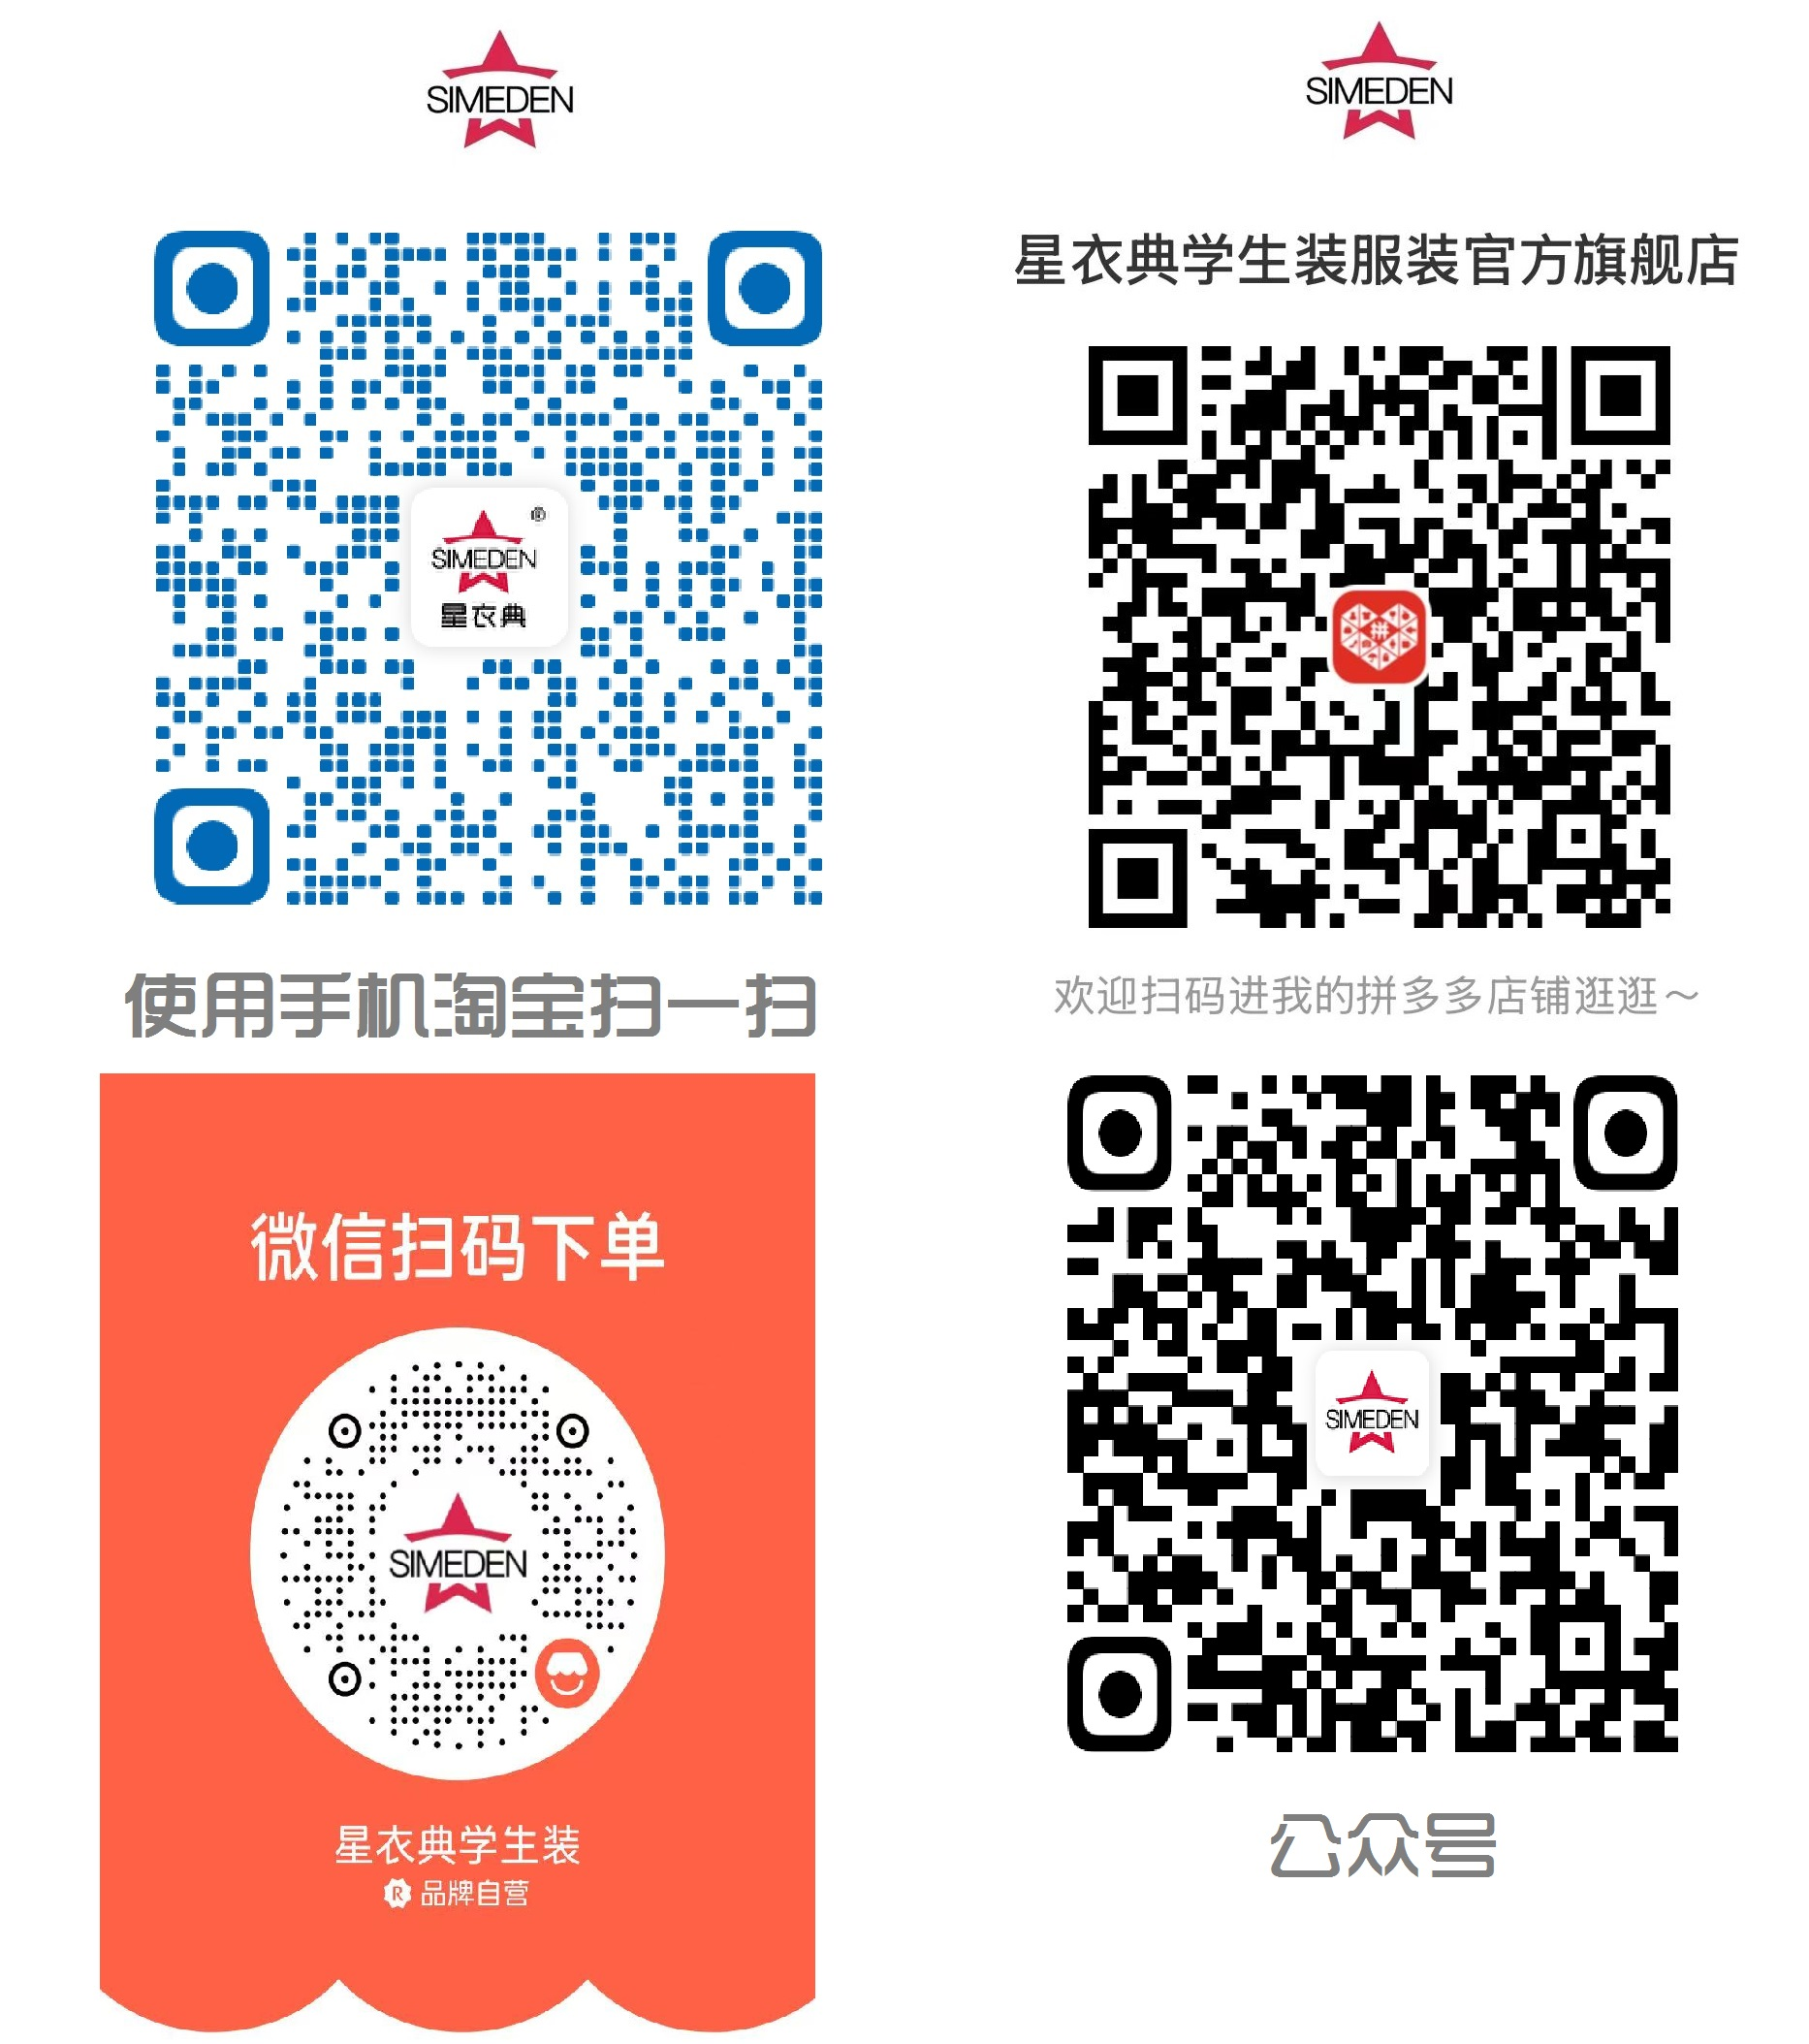 SIMEDEN
SIMEDEN
®
SIMEDEN
星衣典
使用手机淘宝扫一扫
星衣典学生装服装官方旗舰店
拼
欢迎扫码进我的拼多多店铺逛逛～
微信扫码下单
SIMEDEN
星衣典学生装
R 品牌自营
SIMEDEN
公众号